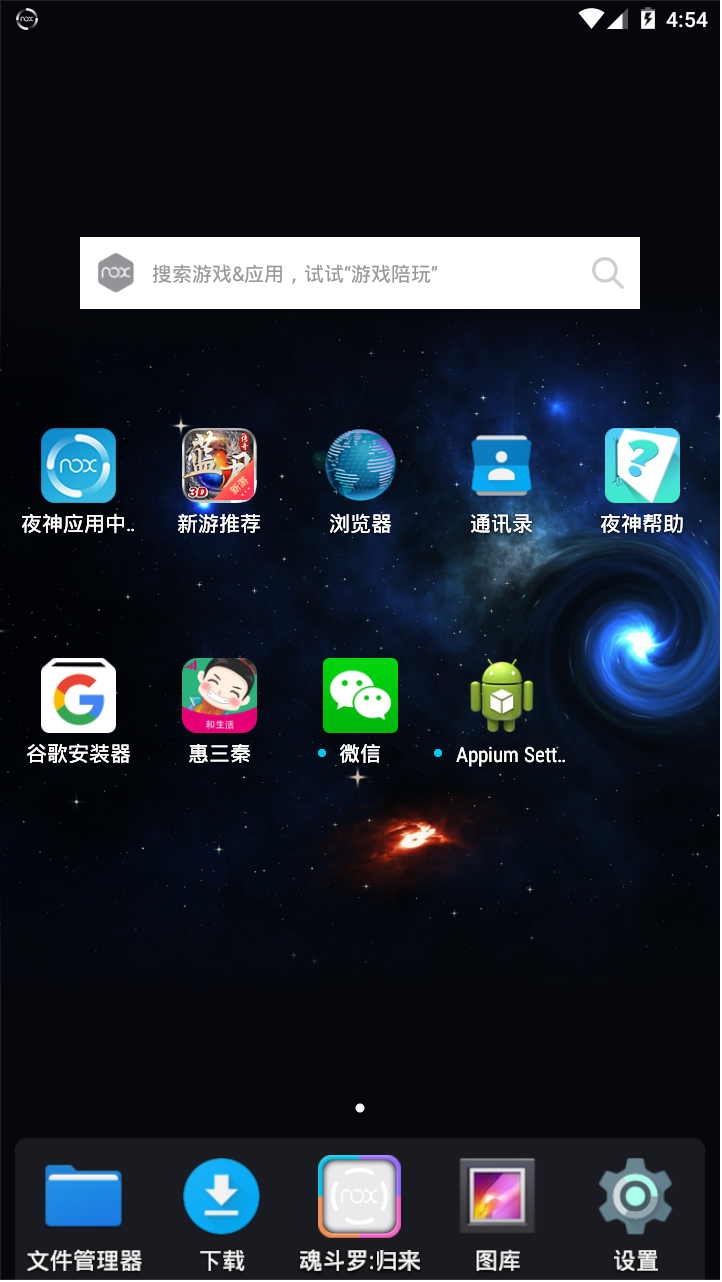 nox
4:54
nox
搜索游戏&应用，试试“游戏陪玩”
nox
蓝刃
传奇
3D
新游
夜神应用中..
新游推荐
浏览器
通讯录
夜神帮助
和生活
谷歌安装器
惠三秦
微信
Appium Sett..
nox
文件管理器
下载
魂斗罗:归来
图库
设置